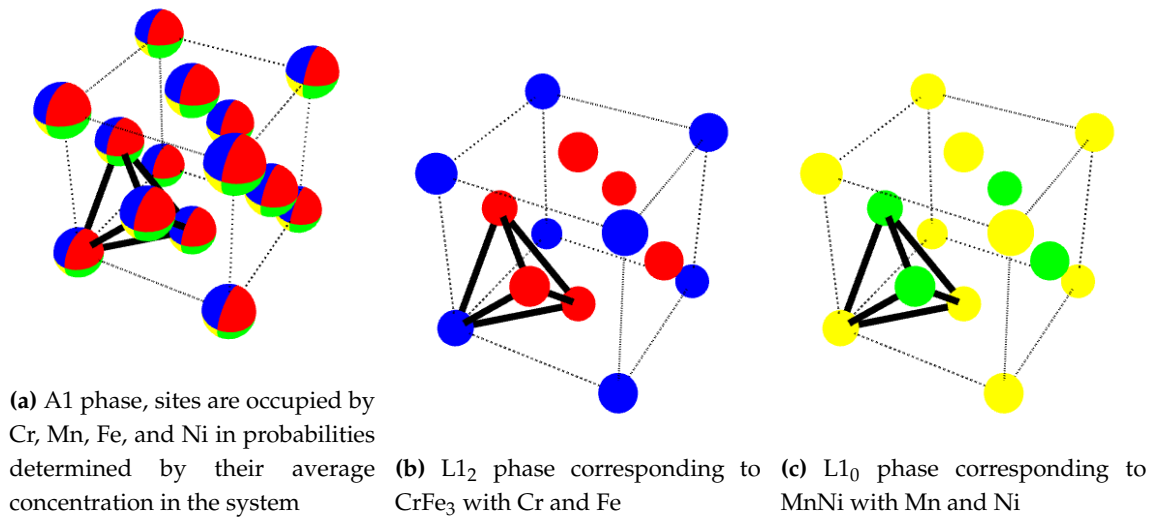 (a) A1 phase, sites are occupied by
Cr, Mn, Fe, and Ni in probabilities
determined by their average
concentration in the system
(b) L1₂ phase corresponding to
CrFe₃ with Cr and Fe
(c) L1₀ phase corresponding to
MnNi with Mn and Ni